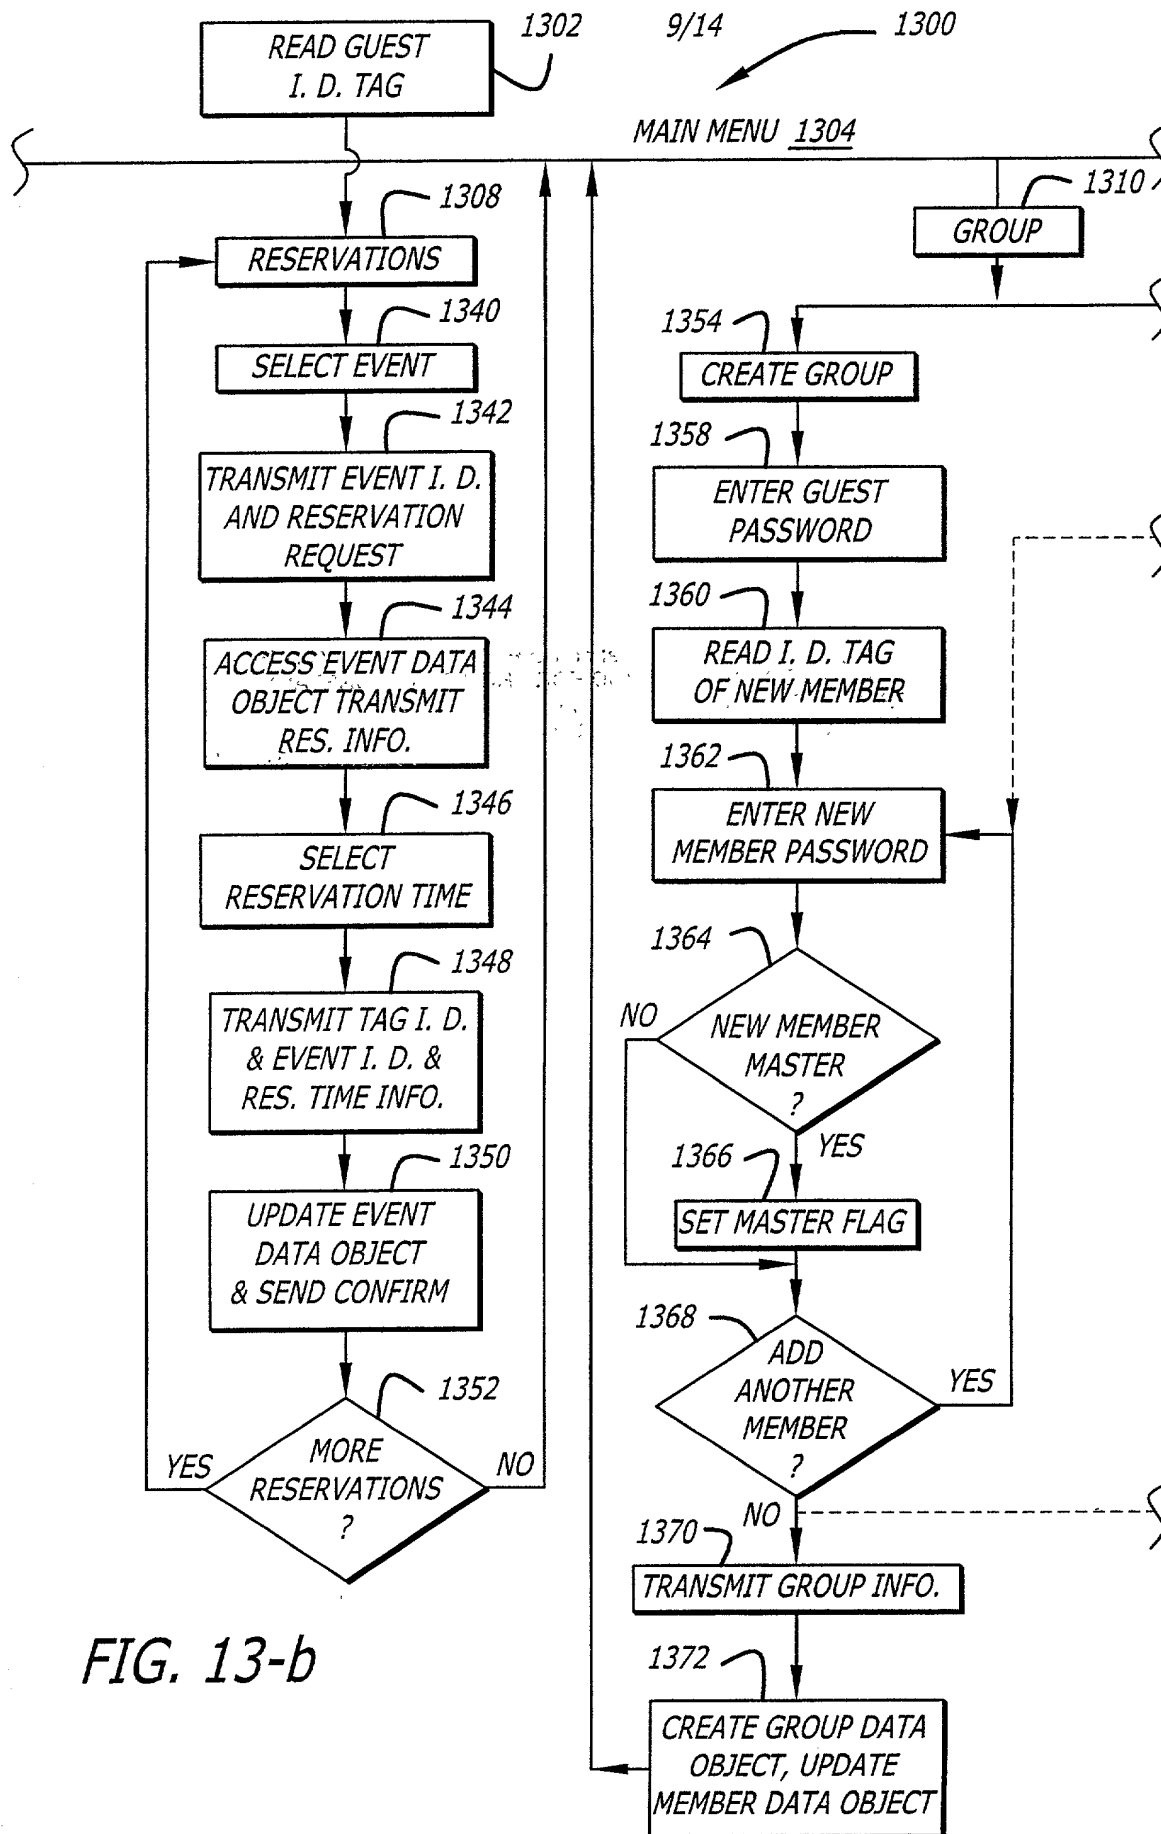 READ GUEST
I. D. TAG
1302
9/14
1300
MAIN MENU 1304
1308
RESERVATIONS
1340
SELECT EVENT
1342
TRANSMIT EVENT I. D.
AND RESERVATION
REQUEST
1344
ACCESS EVENT DATA
OBJECT TRANSMIT
RES. INFO.
1346
SELECT
RESERVATION TIME
1348
TRANSMIT TAG I. D.
& EVENT I. D. &
RES. TIME INFO.
1350
UPDATE EVENT
DATA OBJECT
& SEND CONFIRM
1352
MORE
RESERVATIONS
?
YES
NO
1310
GROUP
1354
CREATE GROUP
1358
ENTER GUEST
PASSWORD
1360
READ I. D. TAG
OF NEW MEMBER
1362
ENTER NEW
MEMBER PASSWORD
1364
NO
NEW MEMBER
MASTER
?
YES
1366
SET MASTER FLAG
1368
ADD
ANOTHER
MEMBER
?
YES
NO
1370
TRANSMIT GROUP INFO.
1372
CREATE GROUP DATA
OBJECT, UPDATE
MEMBER DATA OBJECT
FIG. 13-b